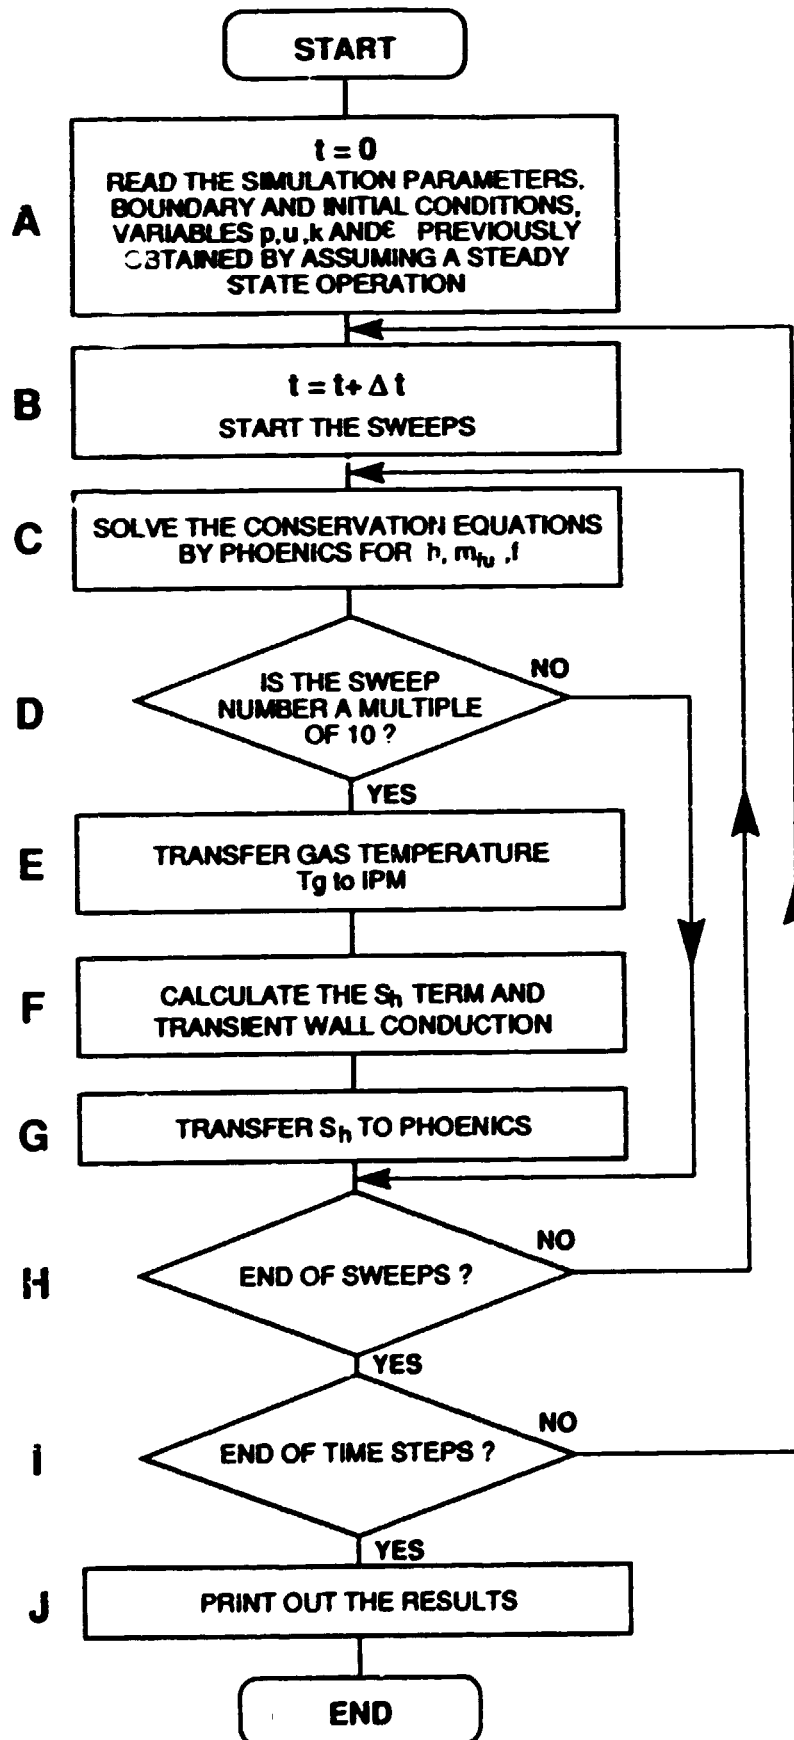 START
t = 0
READ THE SIMULATION PARAMETERS,
BOUNDARY AND INITIAL CONDITIONS,
VARIABLES p,u,k AND ε PREVIOUSLY
OBTAINED BY ASSUMING A STEADY
STATE OPERATION
A
t = t+ Δ t
START THE SWEEPS
B
SOLVE THE CONSERVATION EQUATIONS
BY PHOENICS FOR h, m_fu ,f
C
IS THE SWEEP
NUMBER A MULTIPLE
OF 10 ?
D
NO
YES
TRANSFER GAS TEMPERATURE
Tg to IPM
E
CALCULATE THE S_h TERM AND
TRANSIENT WALL CONDUCTION
F
TRANSFER S_h TO PHOENICS
G
END OF SWEEPS ?
H
NO
YES
END OF TIME STEPS ?
I
NO
YES
PRINT OUT THE RESULTS
J
END